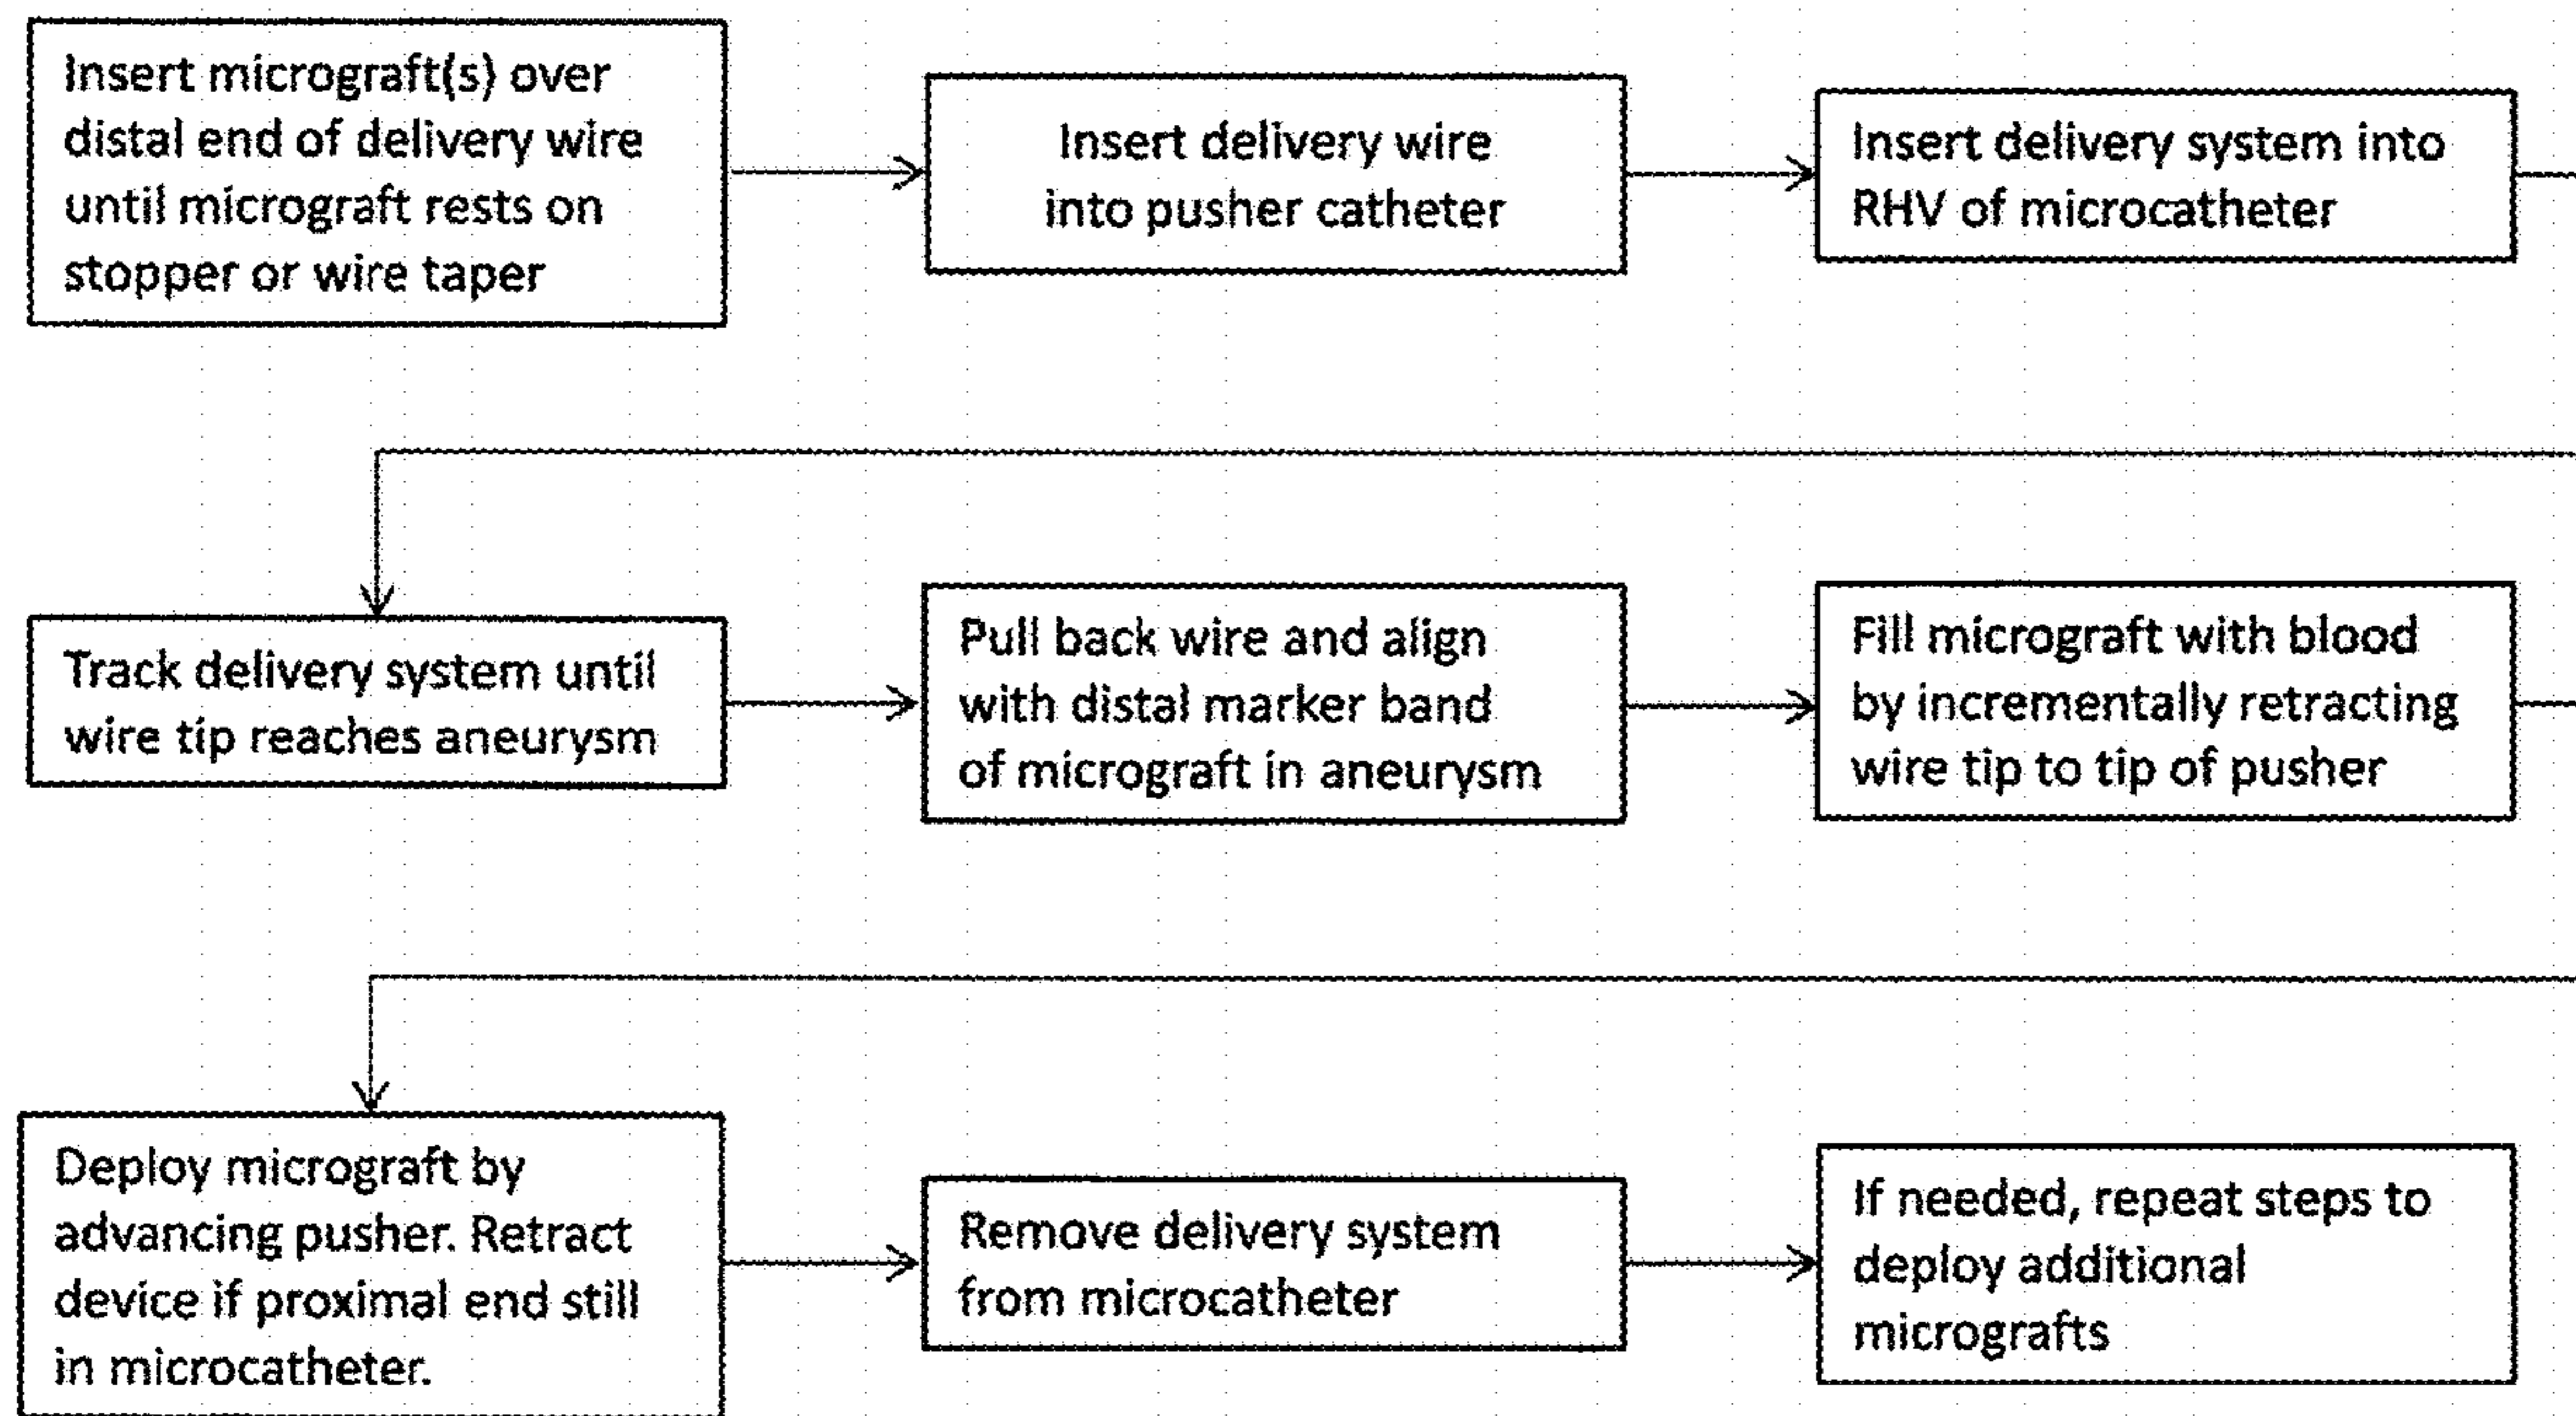 Insert micrograft(s) over
distal end of delivery wire
until micrograft rests on
stopper or wire taper
Insert delivery wire
into pusher catheter
Insert delivery system into
RHV of microcatheter
Track delivery system until
wire tip reaches aneurysm
Pull back wire and align
with distal marker band
of micrograft in aneurysm
Fill micrograft with blood
by incrementally retracting
wire tip to tip of pusher
Deploy micrograft by
advancing pusher. Retract
device if proximal end still
in microcatheter.
Remove delivery system
from microcatheter
If needed, repeat steps to
deploy additional
micrografts